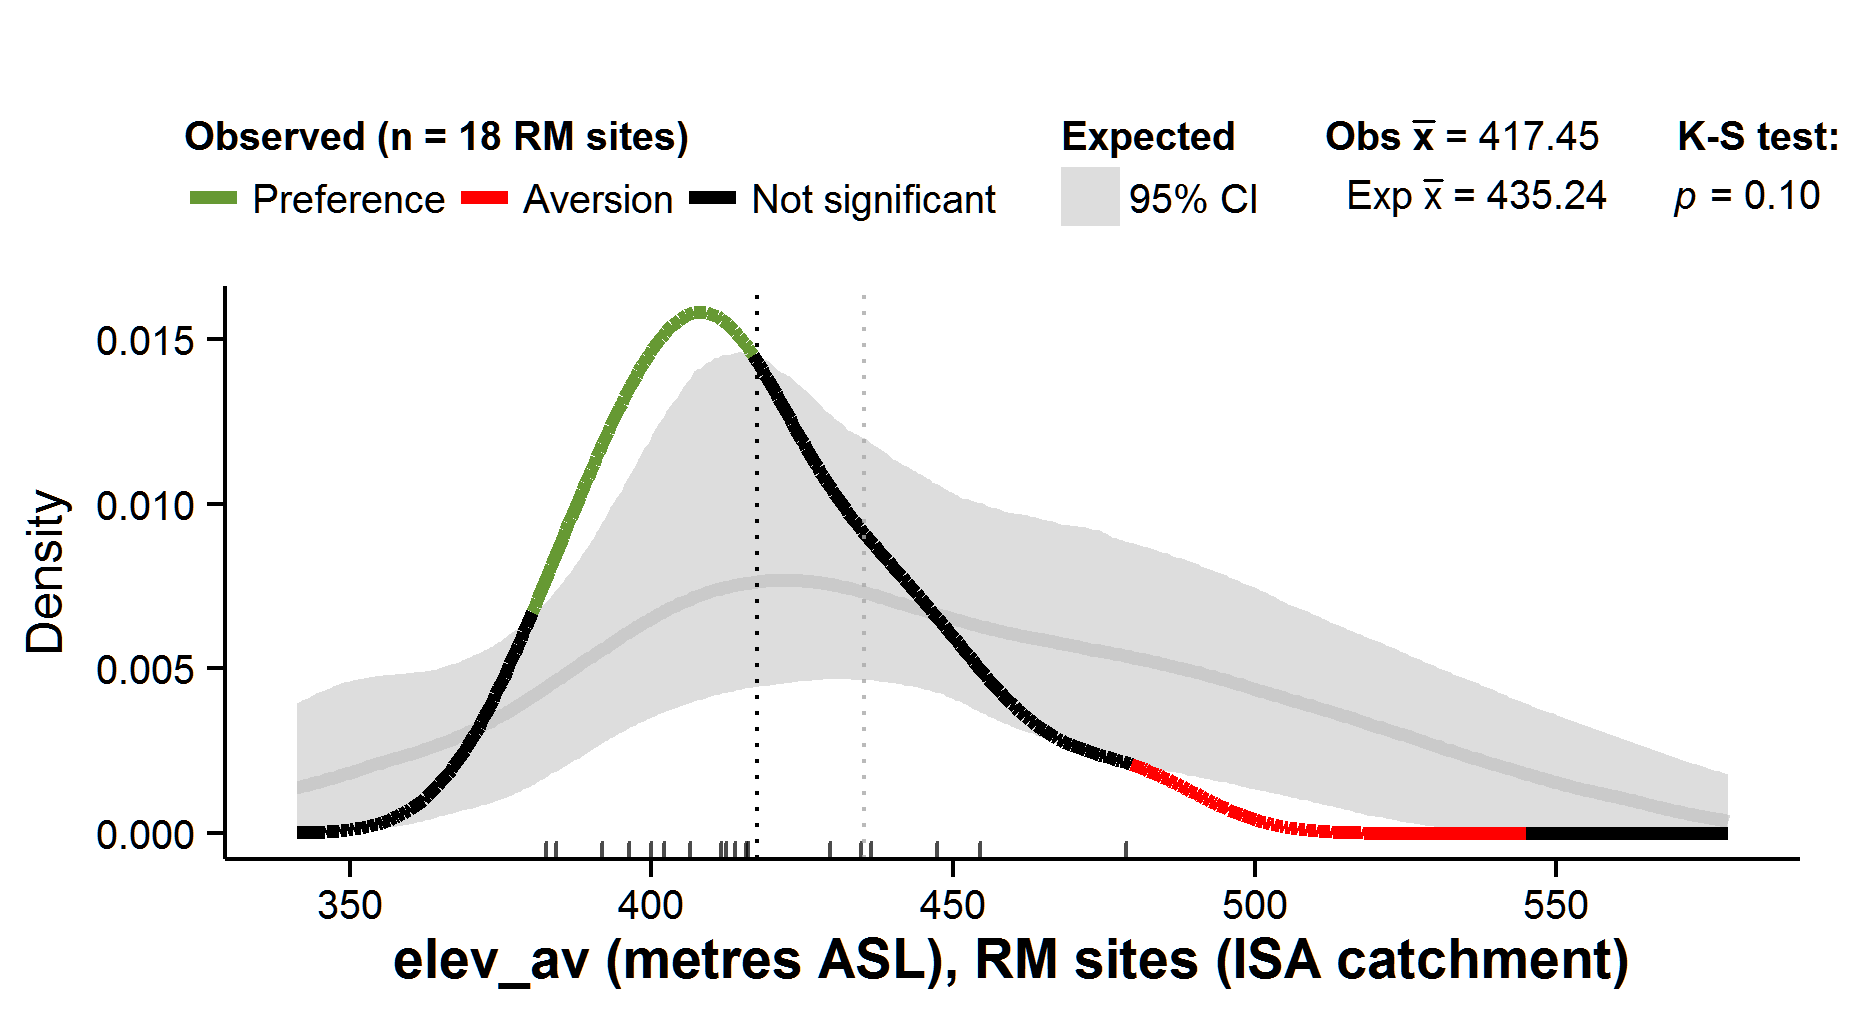 Observed (n = 18 RM sites)
Preference Aversion Not significant
Expected
95% CI
Obs x̅ = 417.45
Exp x̅ = 435.24
K-S test:
p = 0.10
Density
0.015
0.010
0.005
0.000
350 400 450 500 550
elev_av (metres ASL), RM sites (ISA catchment)